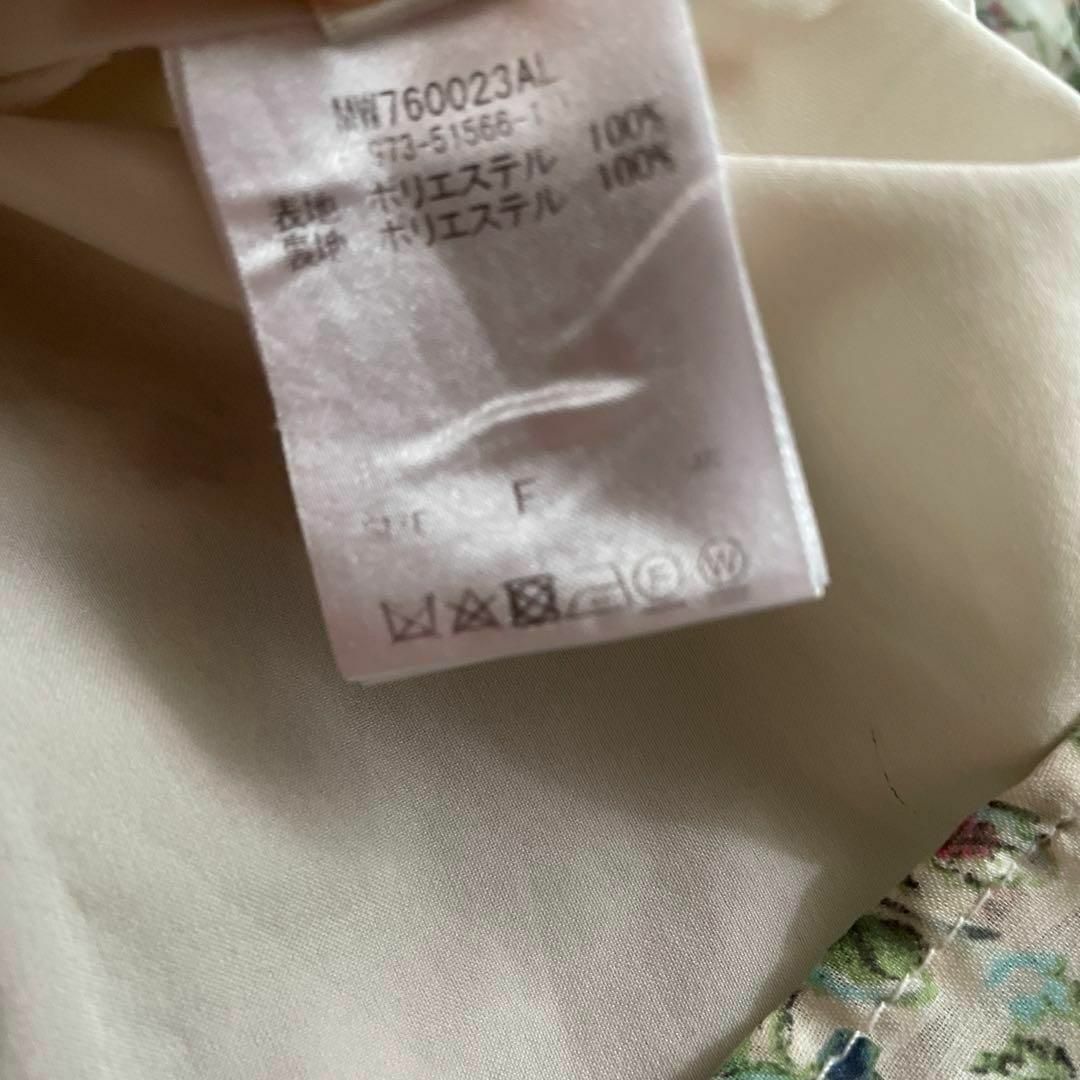 MW760023AL
973-51566-1
表地 ポリエステル 100%
裏地 ポリエステル 100%
SIZE F
F W